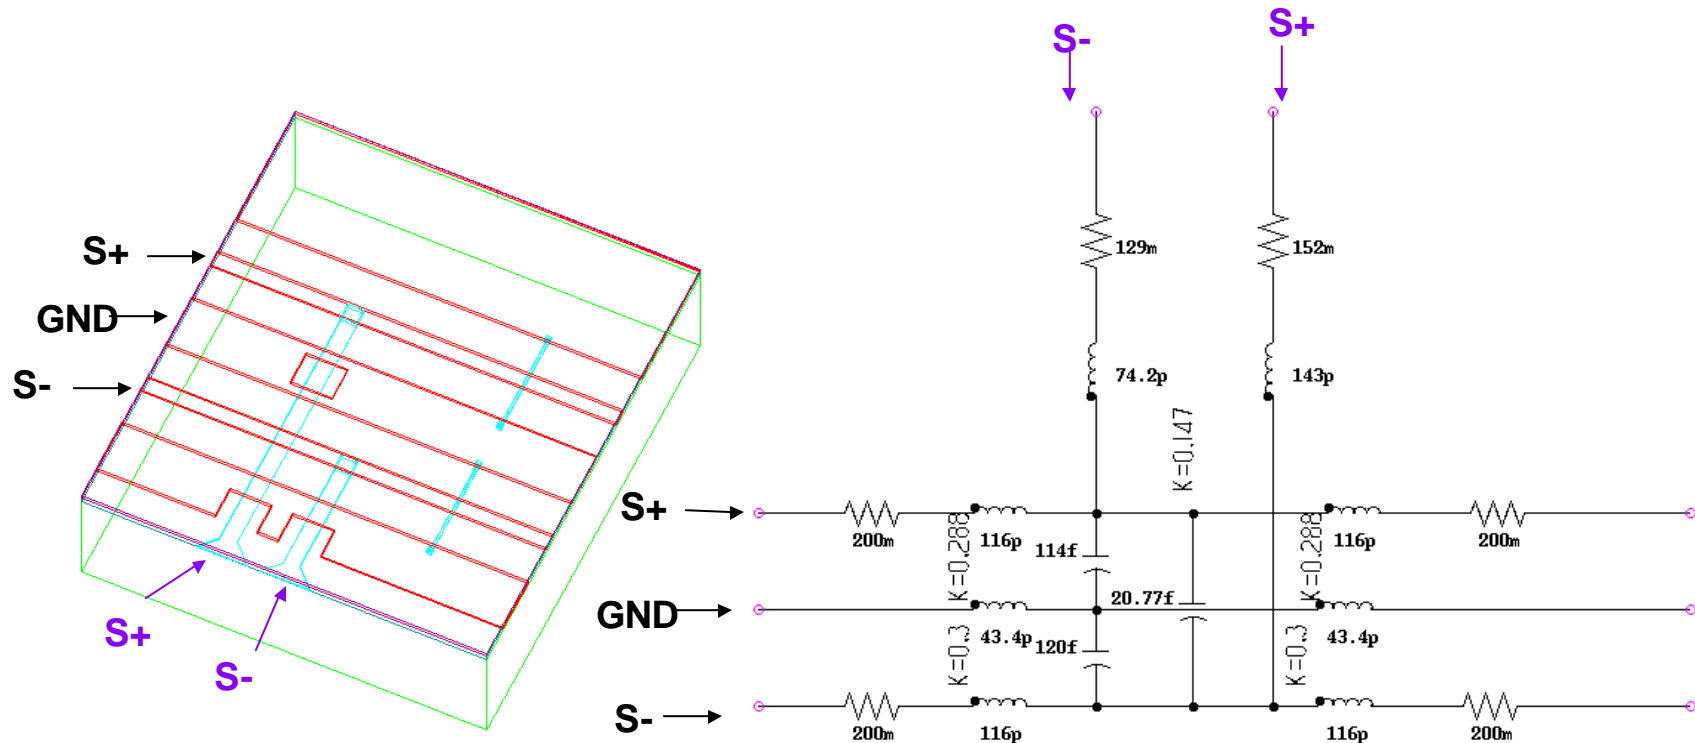 S+
GND
S-
S+
S-
S-
S+
129m
152m
74.2p
143p
K=0.147
S+
200m
K=0.288
116p
114f
K=0.288
116p
200m
GND
20.77f
K=0.3
43.4p
120f
K=0.3
43.4p
S-
200m
116p
116p
200m